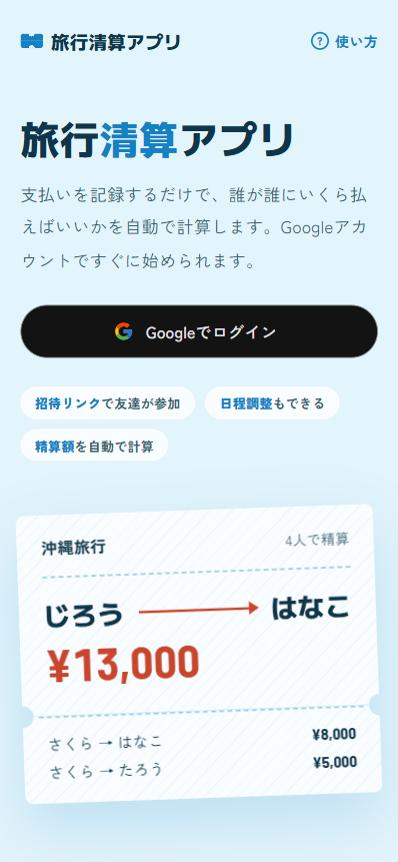 旅行清算アプリ
? 使い方
旅行清算アプリ
支払いを記録するだけで、誰が誰にいくら払
えばいいかを自動で計算します。Googleアカ
ウントですぐに始められます。
Googleでログイン
招待リンクで友達が参加
日程調整もできる
精算額を自動で計算
沖縄旅行
4人で精算
じろう → はなこ
¥13,000
さくら → はなこ ¥8,000
さくら → たろう ¥5,000